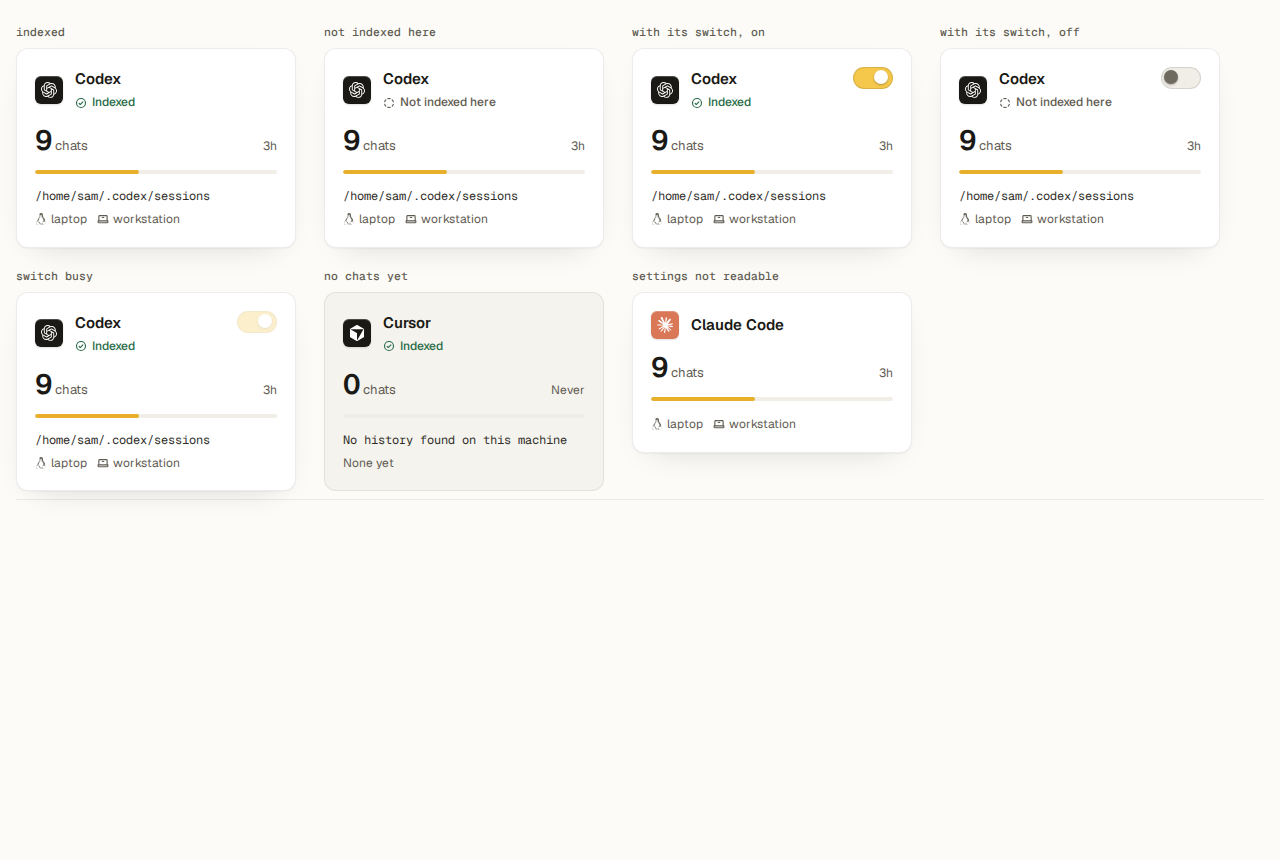 indexed
Codex
Indexed
9 chats 3h
/home/sam/.codex/sessions
laptop workstation
not indexed here
Codex
Not indexed here
9 chats 3h
/home/sam/.codex/sessions
laptop workstation
with its switch, on
Codex
Indexed
9 chats 3h
/home/sam/.codex/sessions
laptop workstation
with its switch, off
Codex
Not indexed here
9 chats 3h
/home/sam/.codex/sessions
laptop workstation
switch busy
Codex
Indexed
9 chats 3h
/home/sam/.codex/sessions
laptop workstation
no chats yet
Cursor
Indexed
0 chats Never
No history found on this machine
None yet
settings not readable
Claude Code
9 chats 3h
laptop workstation